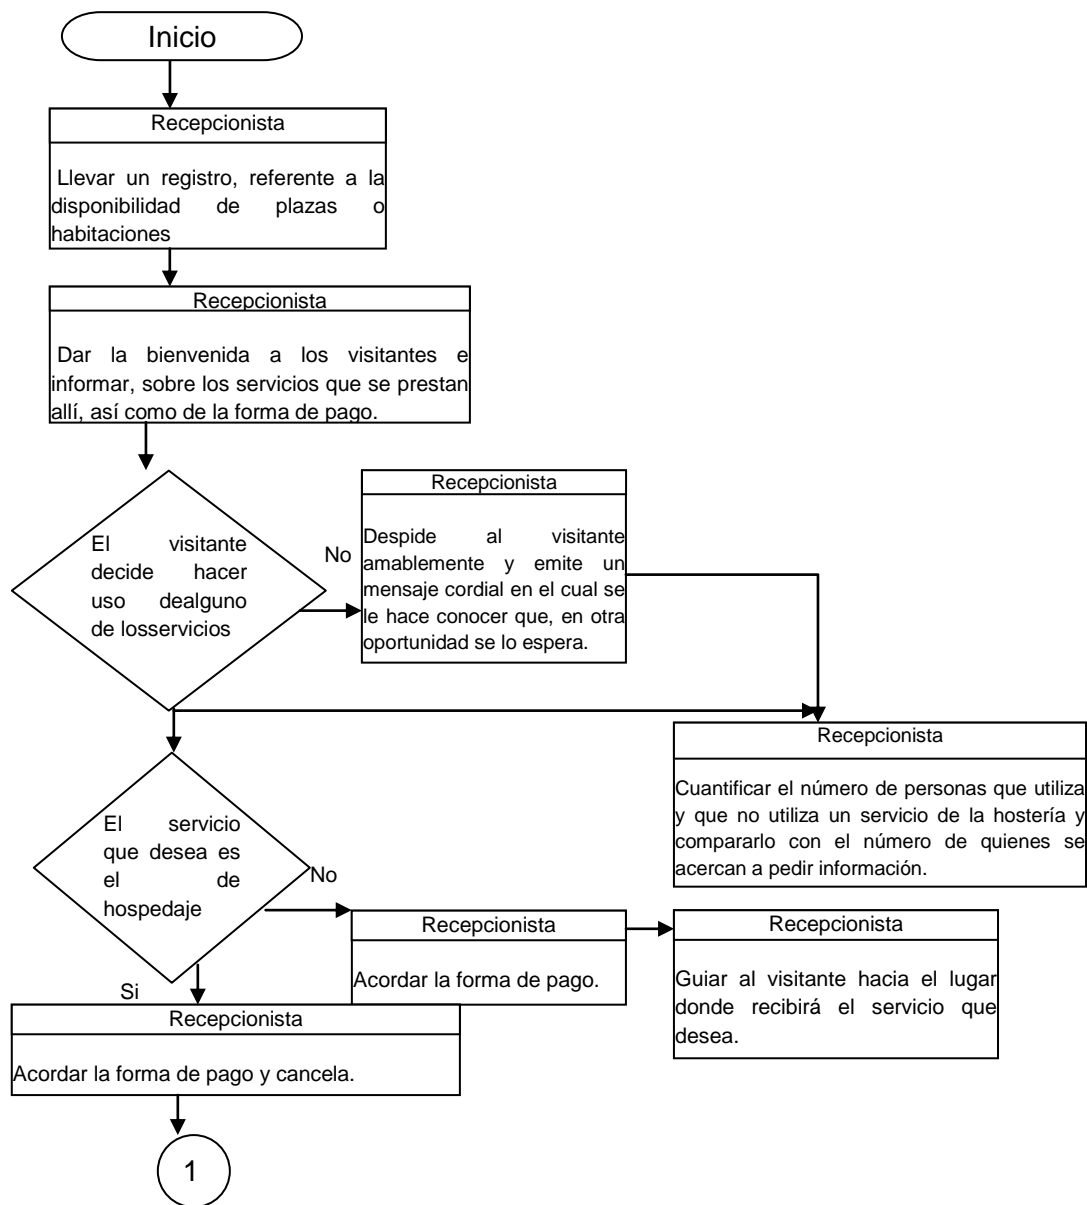 Inicio
Recepcionista
Llevar un registro, referente a la
disponibilidad de plazas o
habitaciones
Recepcionista
Dar la bienvenida a los visitantes e
informar, sobre los servicios que se prestan
allí, así como de la forma de pago.
El visitante
decide hacer
uso dealguno
de losservicios
No
Recepcionista
Despide al visitante
amablemente y emite un
mensaje cordial en el cual se
le hace conocer que, en otra
oportunidad se lo espera.
Recepcionista
Cuantificar el número de personas que utiliza
y que no utiliza un servicio de la hostería y
compararlo con el número de quienes se
acercan a pedir información.
El servicio
que desea es
el de
hospedaje
No
Recepcionista
Acordar la forma de pago.
Recepcionista
Guiar al visitante hacia el lugar
donde recibirá el servicio que
desea.
Si
Recepcionista
Acordar la forma de pago y cancela.
1